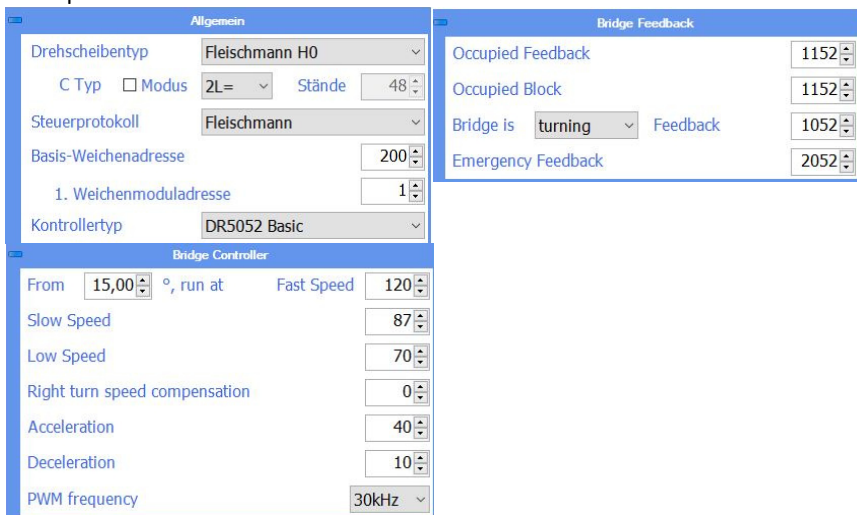 Allgemein
Drehscheibentyp Fleischmann H0
C Typ Modus 2L= Stände 48
Steuerprotokoll Fleischmann
Basis-Weichenadresse 200
1. Weichenmoduladresse 1
Kontrollertyp DR5052 Basic
Bridge Feedback
Occupied Feedback 1152
Occupied Block 1152
Bridge is turning Feedback 1052
Emergency Feedback 2052
Bridge Controller
From 15,00 °, run at Fast Speed 120
Slow Speed 87
Low Speed 70
Right turn speed compensation 0
Acceleration 40
Deceleration 10
PWM frequency 30kHz